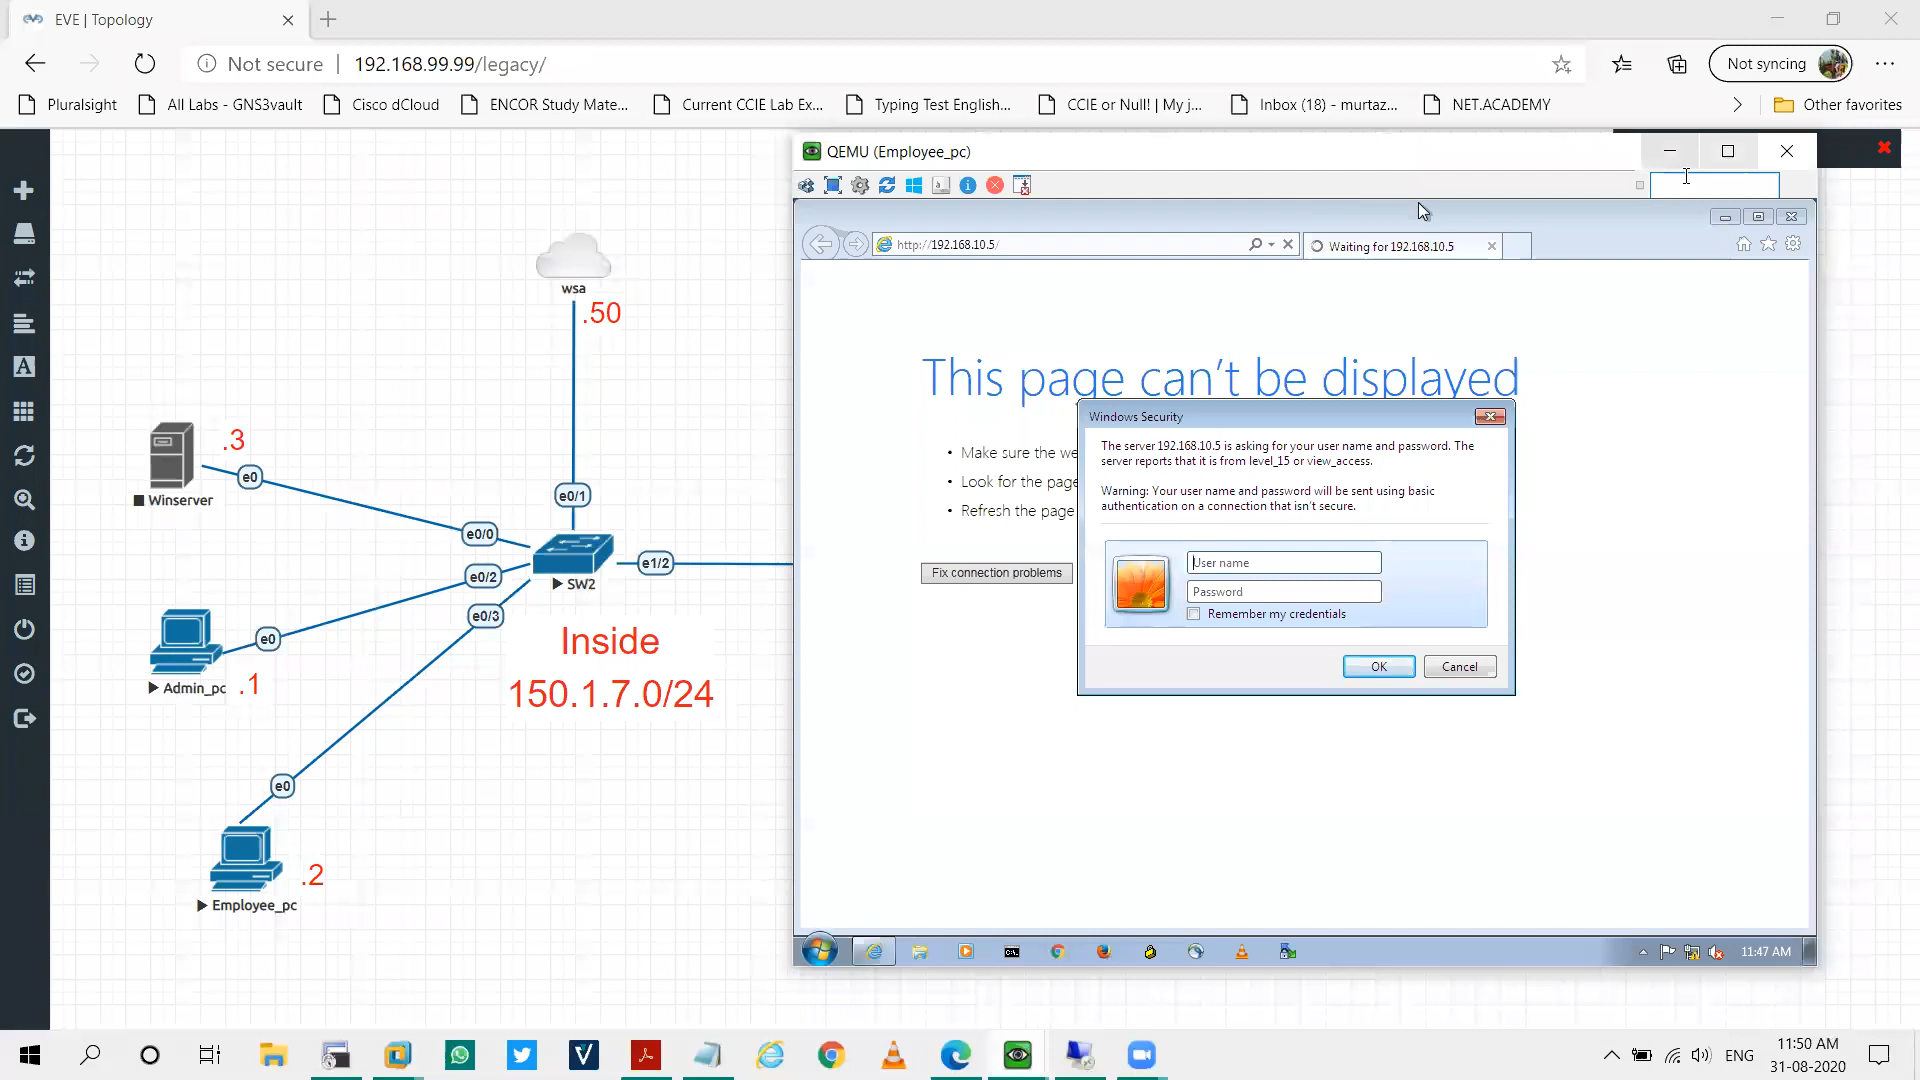 EVE | Topology
Not secure
192.168.99.99/legacy/
Not syncing
Pluralsight
All Labs - GNS3vault
Cisco dCloud
ENCOR Study Mate...
Current CCIE Lab Ex...
Typing Test English...
CCIE or Null! | My j...
Inbox (18) - murtaz...
NET.ACADEMY
Other favorites
QEMU (Employee_pc)
http://192.168.10.5/
Waiting for 192.168.10.5
wsa
.50
This page can't be displayed
Windows Security
The server 192.168.10.5 is asking for your user name and password. The
server reports that it is from level_15 or view_access.
Warning: Your user name and password will be sent using basic
authentication on a connection that isn't secure.
Make sure the we
Look for the page
Refresh the page
Fix connection problems
User name
Password
Remember my credentials
OK
Cancel
.3
e0
Winserver
e0/1
e0/0
e1/2
e0/2
SW2
e0/3
e0
Admin_pc
.1
Inside
150.1.7.0/24
e0
.2
Employee_pc
11:47 AM
ENG
11:50 AM
31-08-2020